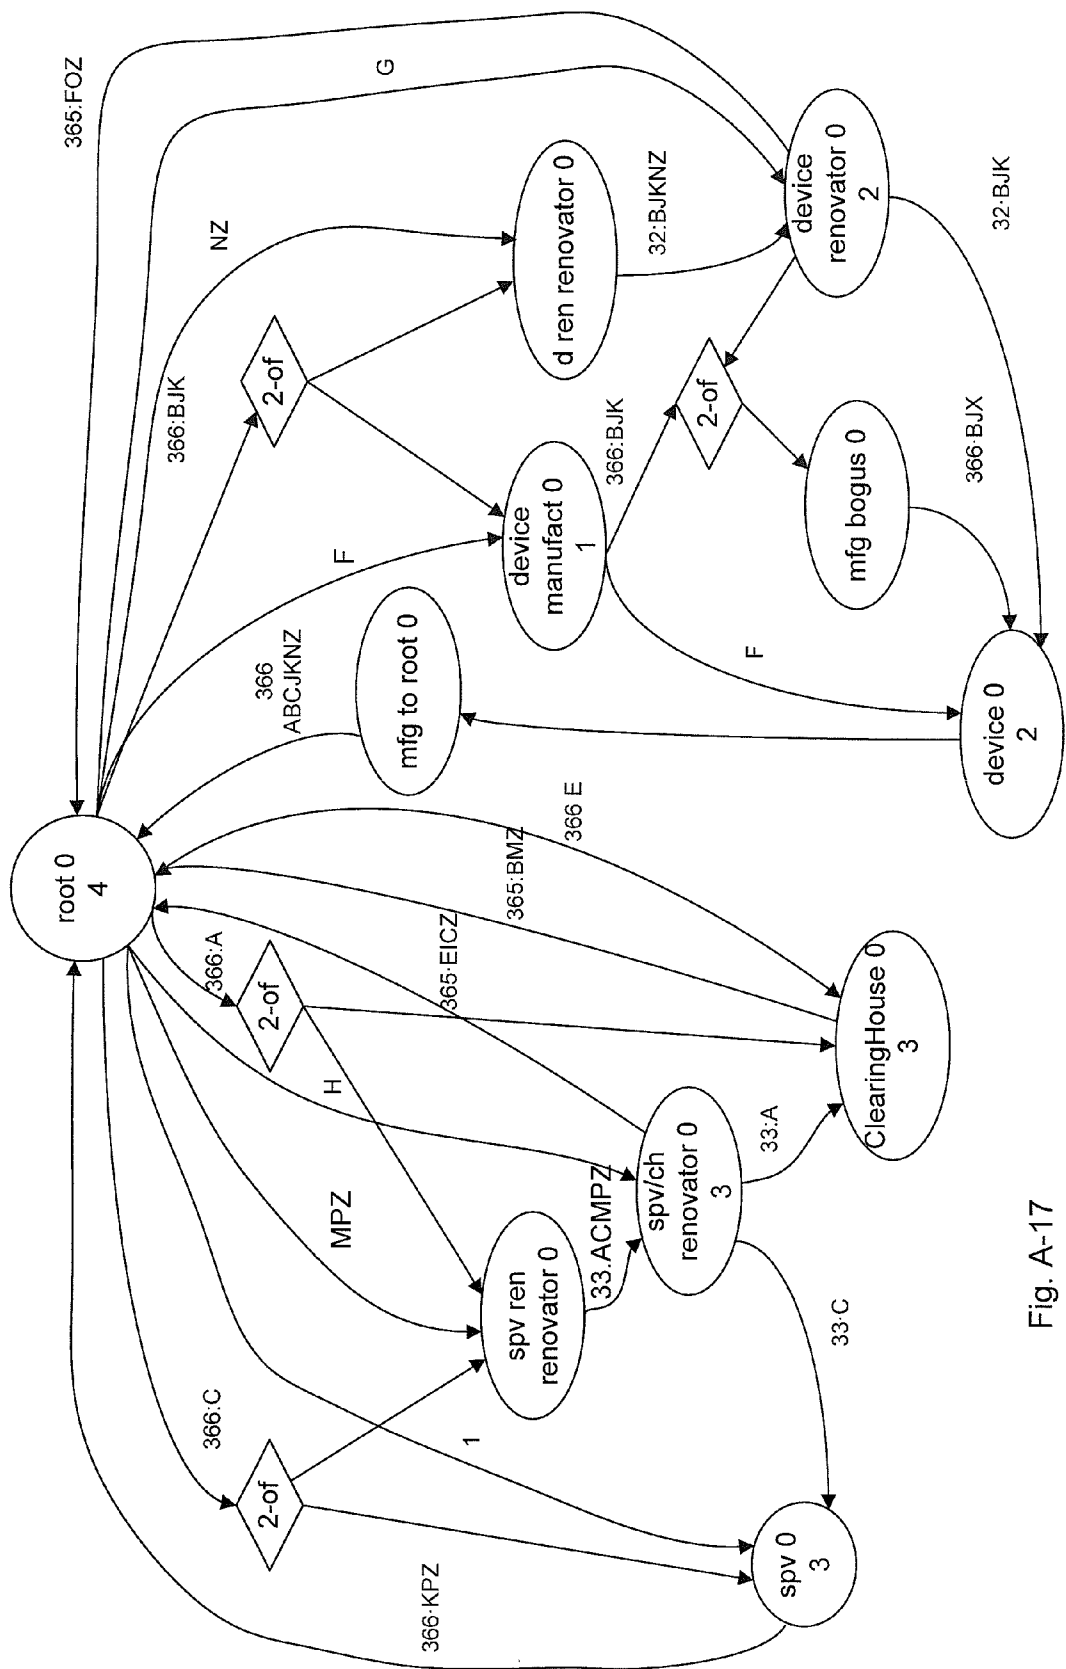 root 0
4
365:FOZ
G
NZ
366:BJK
2-of
F
366
ABCJKNZ
366 E
365:BMZ
365·EICZ
366:A
2-of
H
MPZ
366:C
2-of
1
366·KPZ
d ren renovator 0
32:BJKNZ
device
renovator 0
2
32·BJK
device
manufact 0
1
366:BJK
2-of
mfg bogus 0
366·BJX
F
mfg to root 0
device 0
2
ClearingHouse 0
3
33:A
spv/ch
renovator 0
3
33.ACMPZ
spv ren
renovator 0
33·C
spv 0
3
Fig. A-17